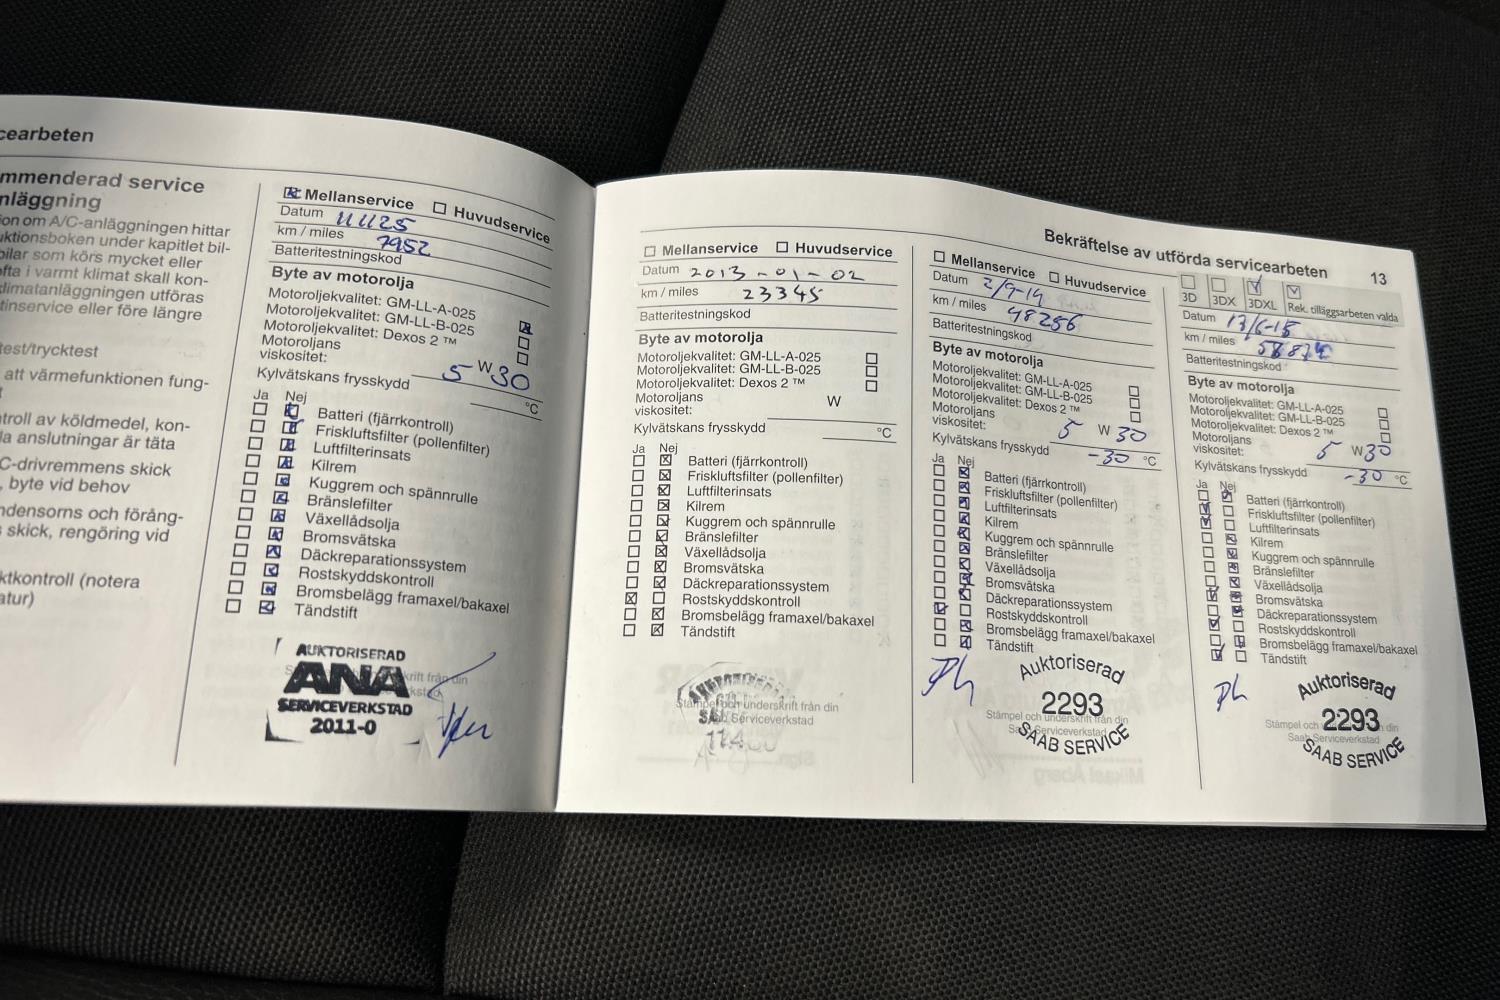 cearbeten
mmenderad service
nläggning
ion om A/C-anläggningen hittar
uktionsboken under kapitlet bil-
bilar som körs mycket eller
ofta i varmt klimat skall kon-
klimatanläggningen utföras
tinservice eller före längre
test/trycktest
att värmefunktionen fung-
troll av köldmedel, kon-
la anslutningar är täta
C-drivremmens skick
, byte vid behov
ndensorns och förång-
s skick, rengöring vid
ktkontroll (notera
atur)
Mellanservice Huvudservice
Datum 111125
km / miles 7952
Batteritestningskod
Byte av motorolja
Motoroljekvalitet: GM-LL-A-025
Motoroljekvalitet: GM-LL-B-025
Motoroljekvalitet: Dexos 2 ™
Motoroljans
viskositet: 5 W 30
Kylvätskans frysskydd °C
Ja Nej
Batteri (fjärrkontroll)
Friskluftsfilter (pollenfilter)
Luftfilterinsats
Kilrem
Kuggrem och spännrulle
Bränslefilter
Växellådsolja
Bromsvätska
Däckreparationssystem
Rostskyddskontroll
Bromsbelägg framaxel/bakaxel
Tändstift
AUKTORISERAD
ANA
SERVICEVERKSTAD
2011-0
Bekräftelse av utförda servicearbeten 13
Mellanservice Huvudservice
Datum 2013-01-02
km / miles 23345
Batteritestningskod
Byte av motorolja
Motoroljekvalitet: GM-LL-A-025
Motoroljekvalitet: GM-LL-B-025
Motoroljekvalitet: Dexos 2 ™
Motoroljans W
viskositet:
Kylvätskans frysskydd °C
Ja Nej
Batteri (fjärrkontroll)
Friskluftsfilter (pollenfilter)
Luftfilterinsats
Kilrem
Kuggrem och spännrulle
Bränslefilter
Växellådsolja
Bromsvätska
Däckreparationssystem
Rostskyddskontroll
Bromsbelägg framaxel/bakaxel
Tändstift
Stämpel och underskrift från din
Saab Serviceverkstad
Mellanservice Huvudservice
Datum 2/9-14
km / miles 48256
Batteritestningskod
Byte av motorolja
Motoroljekvalitet: GM-LL-A-025
Motoroljekvalitet: GM-LL-B-025
Motoroljekvalitet: Dexos 2 ™
Motoroljans
viskositet: 5 W 30
Kylvätskans frysskydd -30 °C
Ja Nej
Batteri (fjärrkontroll)
Friskluftsfilter (pollenfilter)
Luftfilterinsats
Kilrem
Kuggrem och spännrulle
Bränslefilter
Växellådsolja
Bromsvätska
Däckreparationssystem
Rostskyddskontroll
Bromsbelägg framaxel/bakaxel
Tändstift
Auktoriserad
2293
Stämpel och underskrift från din
Saab Serviceverkstad
SAAB SERVICE
3D 3DX 3DXL Rek. tilläggsarbeten valda
Datum
km / miles
Batteritestningskod
Byte av motorolja
Motoroljekvalitet: GM-LL-A-025
Motoroljekvalitet: GM-LL-B-025
Motoroljekvalitet: Dexos 2 ™
Motoroljans
viskositet: 5 W 30
Kylvätskans frysskydd -30 °C
Ja Nej
Batteri (fjärrkontroll)
Friskluftsfilter (pollenfilter)
Luftfilterinsats
Kilrem
Kuggrem och spännrulle
Bränslefilter
Växellådsolja
Bromsvätska
Däckreparationssystem
Rostskyddskontroll
Bromsbelägg framaxel/bakaxel
Tändstift
Auktoriserad
2293
Stämpel och
från din
Saab Serviceverkstad
SAAB SERVICE